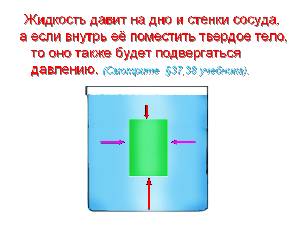 Жидкость давит на дно и стенки сосуда,
а если внутрь её поместить твердое тело,
то оно также будет подвергаться
давлению. (Смотрите §37,38 учебника).